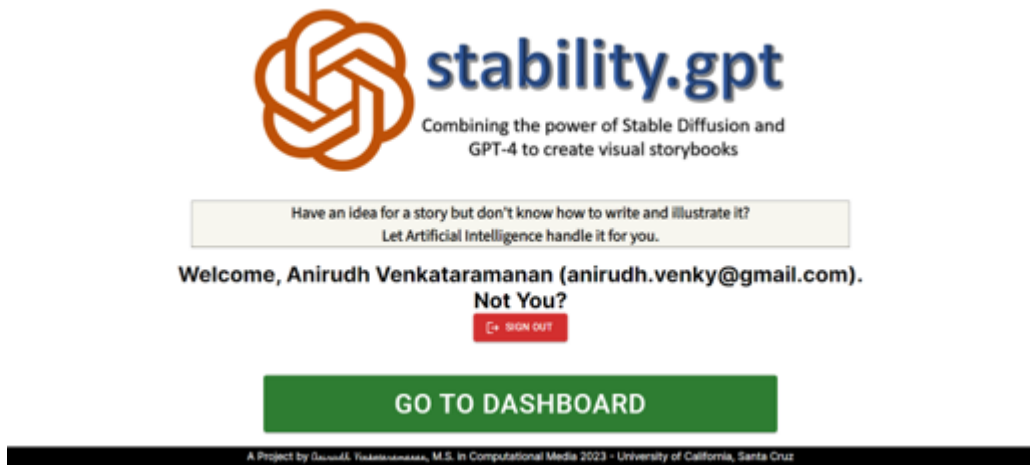 stability.gpt
Combining the power of Stable Diffusion and
GPT-4 to create visual storybooks
Have an idea for a story but don't know how to write and illustrate it?
Let Artificial Intelligence handle it for you.
Welcome, Anirudh Venkataramanan (anirudh.venky@gmail.com).
Not You?
SIGN OUT
GO TO DASHBOARD
A Project by Anirudh Venkataramanan, M.S. in Computational Media 2023 - University of California, Santa Cruz